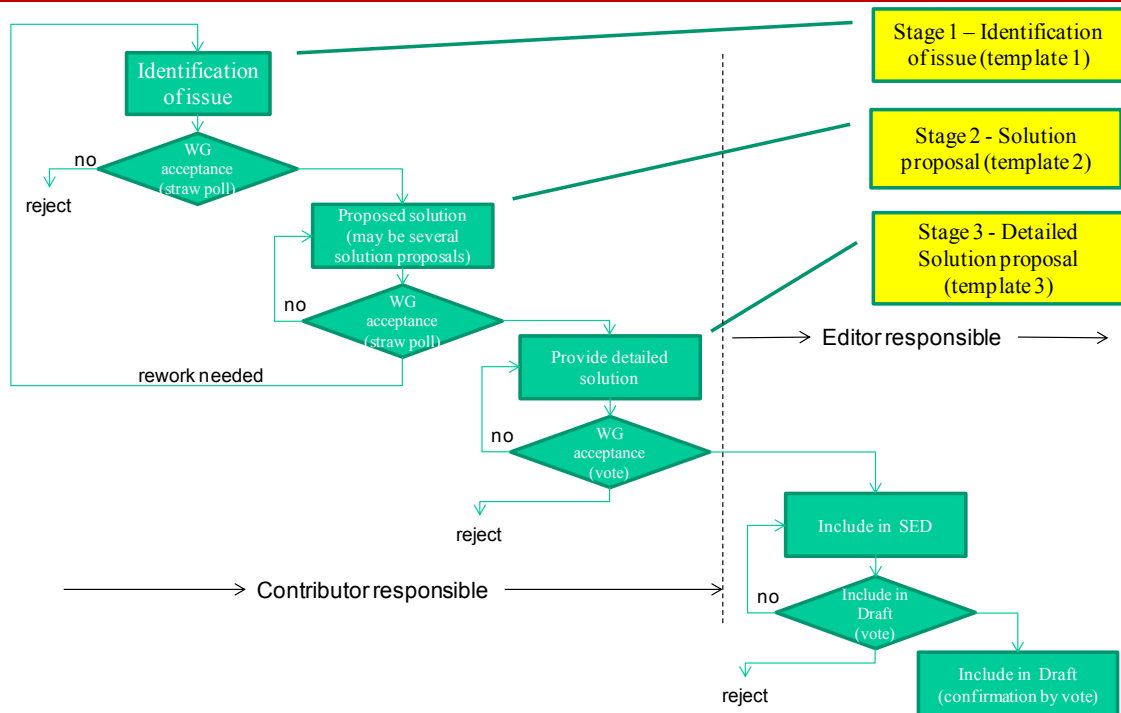 Stage 1 – Identification
of issue (template 1)
Identification
of issue
Stage 2 - Solution
proposal (template 2)
no
WG
acceptance
(straw poll)
reject
Proposed solution
(may be several
solution proposals)
Stage 3 - Detailed
Solution proposal
(template 3)
no
WG
acceptance
(straw poll)
Editor responsible
Provide detailed
solution
rework needed
no
WG
acceptance
(vote)
reject
Include in SED
Contributor responsible
no
Include in
Draft
(vote)
reject
Include in Draft
(confirmation by vote)